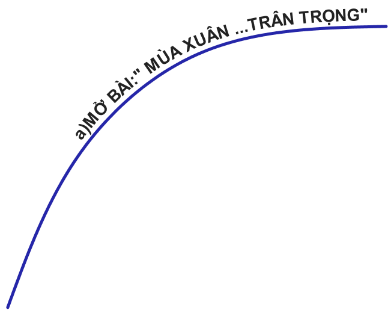 a)MỞ BÀI:" MÙA XUÂN ...TRÂN TRỌNG"